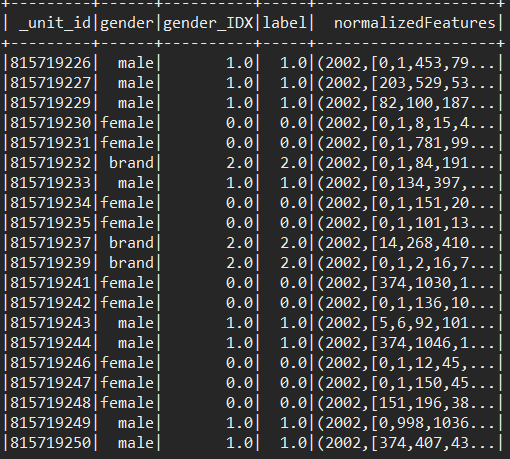 +---------+------+----------+-----+--------------------+
| _unit_id|gender|gender_IDX|label|  normalizedFeatures|
+---------+------+----------+-----+--------------------+
|815719226|  male|       1.0|  1.0|(2002,[0,1,453,79...|
|815719227|  male|       1.0|  1.0|(2002,[203,529,53...|
|815719229|  male|       1.0|  1.0|(2002,[82,100,187...|
|815719230|female|       0.0|  0.0|(2002,[0,1,8,15,4...|
|815719231|female|       0.0|  0.0|(2002,[0,1,781,99...|
|815719232| brand|       2.0|  2.0|(2002,[0,1,84,191...|
|815719233|  male|       1.0|  1.0|(2002,[0,134,397,...|
|815719234|female|       0.0|  0.0|(2002,[0,1,151,20...|
|815719235|female|       0.0|  0.0|(2002,[0,1,101,13...|
|815719237| brand|       2.0|  2.0|(2002,[14,268,410...|
|815719239| brand|       2.0|  2.0|(2002,[0,1,2,16,7...|
|815719241|female|       0.0|  0.0|(2002,[374,1030,1...|
|815719242|female|       0.0|  0.0|(2002,[0,1,136,10...|
|815719243|  male|       1.0|  1.0|(2002,[5,6,92,101...|
|815719244|  male|       1.0|  1.0|(2002,[374,1046,1...|
|815719246|female|       0.0|  0.0|(2002,[0,1,12,45,...|
|815719247|female|       0.0|  0.0|(2002,[0,1,150,45...|
|815719248|female|       0.0|  0.0|(2002,[151,196,38...|
|815719249|  male|       1.0|  1.0|(2002,[0,998,1036...|
|815719250|  male|       1.0|  1.0|(2002,[374,407,43...|